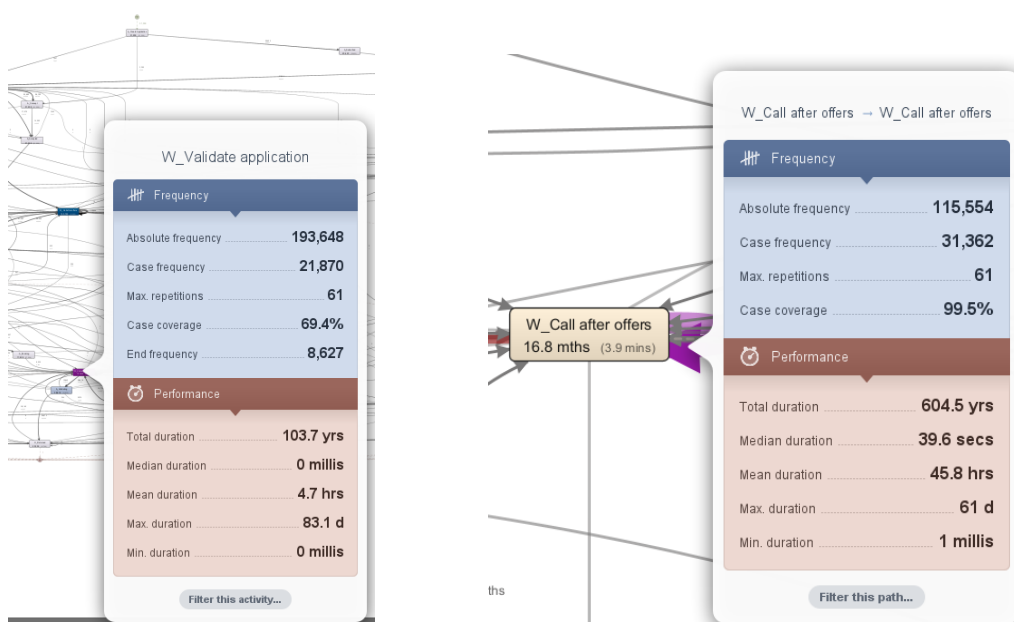 W_Validate application
Frequency
Absolute frequency 193,648
Case frequency 21,870
Max. repetitions 61
Case coverage 69.4%
End frequency 8,627
Performance
Total duration 103.7 yrs
Median duration 0 millis
Mean duration 4.7 hrs
Max. duration 83.1 d
Min. duration 0 millis
Filter this activity...
W_Call after offers → W_Call after offers
Frequency
Absolute frequency 115,554
Case frequency 31,362
Max. repetitions 61
Case coverage 99.5%
Performance
Total duration 604.5 yrs
Median duration 39.6 secs
Mean duration 45.8 hrs
Max. duration 61 d
Min. duration 1 millis
Filter this path...
W_Call after offers
16.8 mths (3.9 mins)
ths